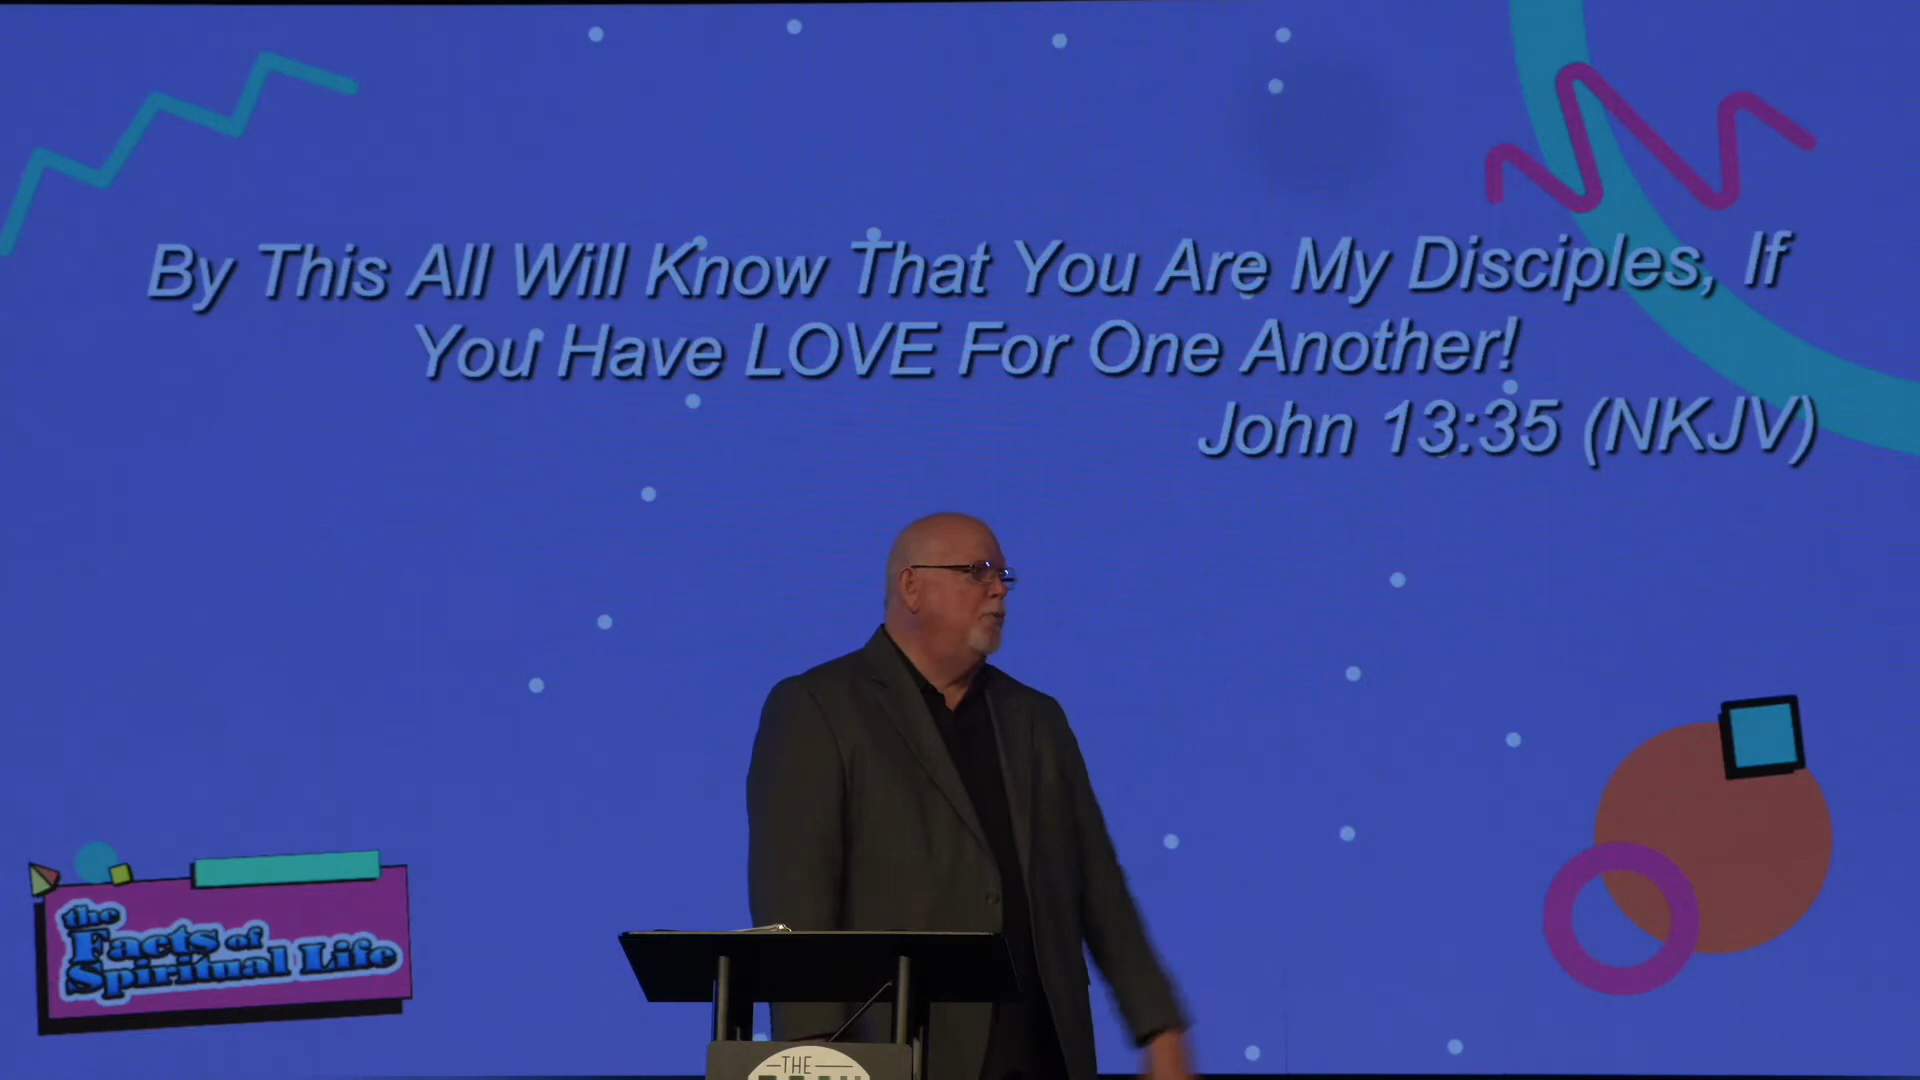 By This All Will Know That You Are My Disciples, If
You Have LOVE For One Another!
John 13:35 (NKJV)
the
Facts of
Spiritual Life
THE